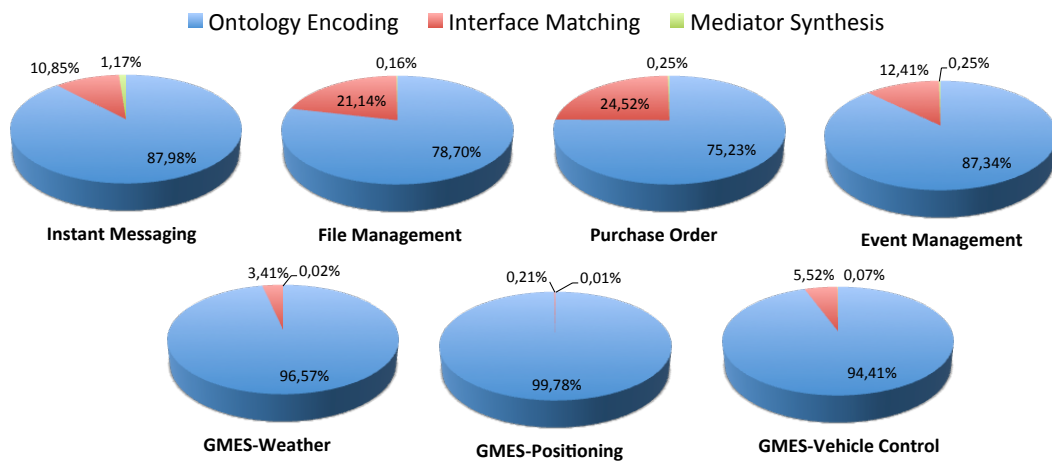 Ontology Encoding Interface Matching Mediator Synthesis
10,85% 1,17% 0,16% 0,25% 12,41% 0,25%
21,14% 24,52%
87,98% 78,70% 75,23% 87,34%
Instant Messaging File Management Purchase Order Event Management
3,41% 0,02% 0,21% 0,01% 5,52% 0,07%
96,57% 99,78% 94,41%
GMES-Weather GMES-Positioning GMES-Vehicle Control